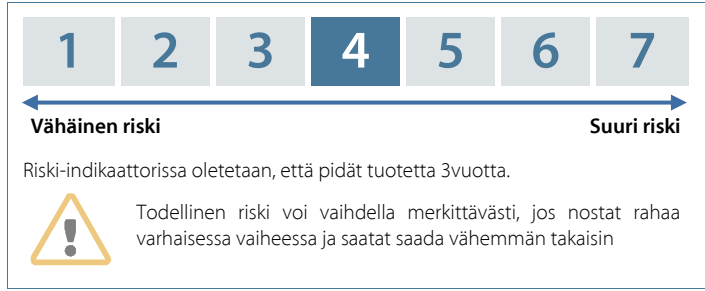 1 2 3 4 5 6 7
Vähäinen riski Suuri riski
Riski-indikaattorissa oletetaan, että pidät tuotetta 3vuotta.
Todellinen riski voi vaihdella merkittävästi, jos nostat rahaa
varhaisessa vaiheessa ja saatat saada vähemmän takaisin